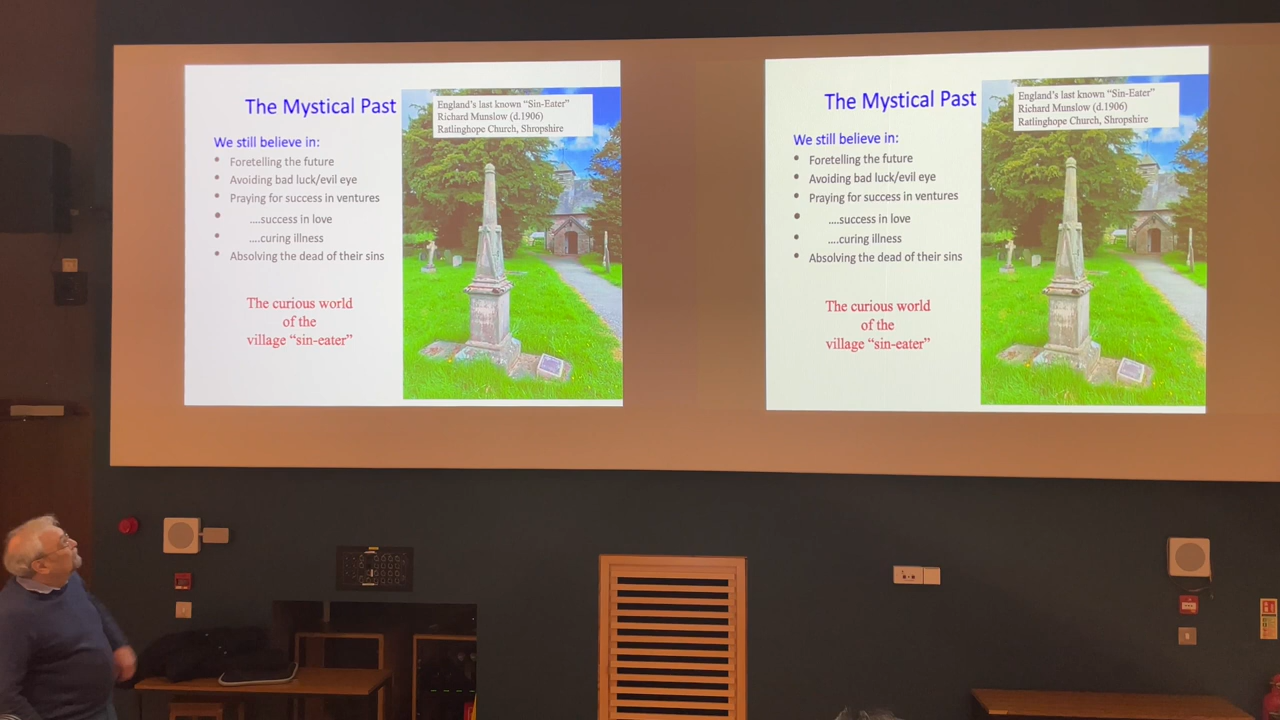 The Mystical Past
England's last known "Sin-Eater"
Richard Munslow (d.1906)
Ratlinghope Church, Shropshire
We still believe in:
• Foretelling the future
• Avoiding bad luck/evil eye
• Praying for success in ventures
• ....success in love
• ....curing illness
• Absolving the dead of their sins
The curious world
of the
village “sin-eater”
The Mystical Past
England's last known "Sin-Eater"
Richard Munslow (d.1906)
Ratlinghope Church, Shropshire
We still believe in:
• Foretelling the future
• Avoiding bad luck/evil eye
• Praying for success in ventures
• ....success in love
• ....curing illness
• Absolving the dead of their sins
The curious world
of the
village “sin-eater”